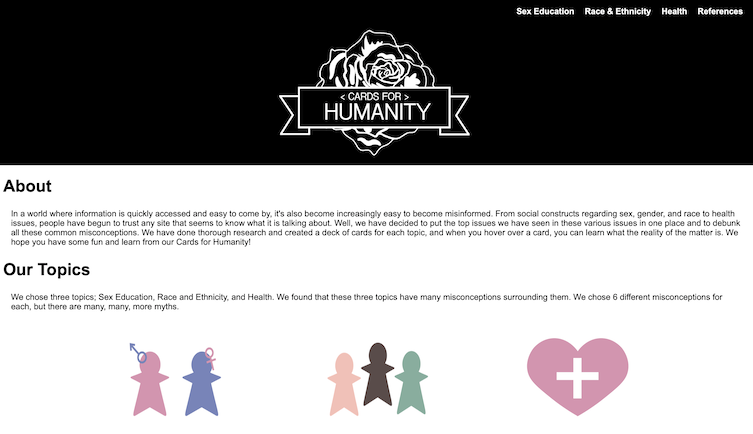 Sex Education Race & Ethnicity Health References
< CARDS FOR >
HUMANITY
About
In a world where information is quickly accessed and easy to come by, it's also become increasingly easy to become misinformed. From social constructs regarding sex, gender, and race to health
issues, people have begun to trust any site that seems to know what it is talking about. Well, we have decided to put the top issues we have seen in these various issues in one place and to debunk
all these common misconceptions. We have done thorough research and created a deck of cards for each topic, and when you hover over a card, you can learn what the reality of the matter is. We
hope you have some fun and learn from our Cards for Humanity!
Our Topics
We chose three topics; Sex Education, Race and Ethnicity, and Health. We found that these three topics have many misconceptions surrounding them. We chose 6 different misconceptions for
each, but there are many, many, more myths.